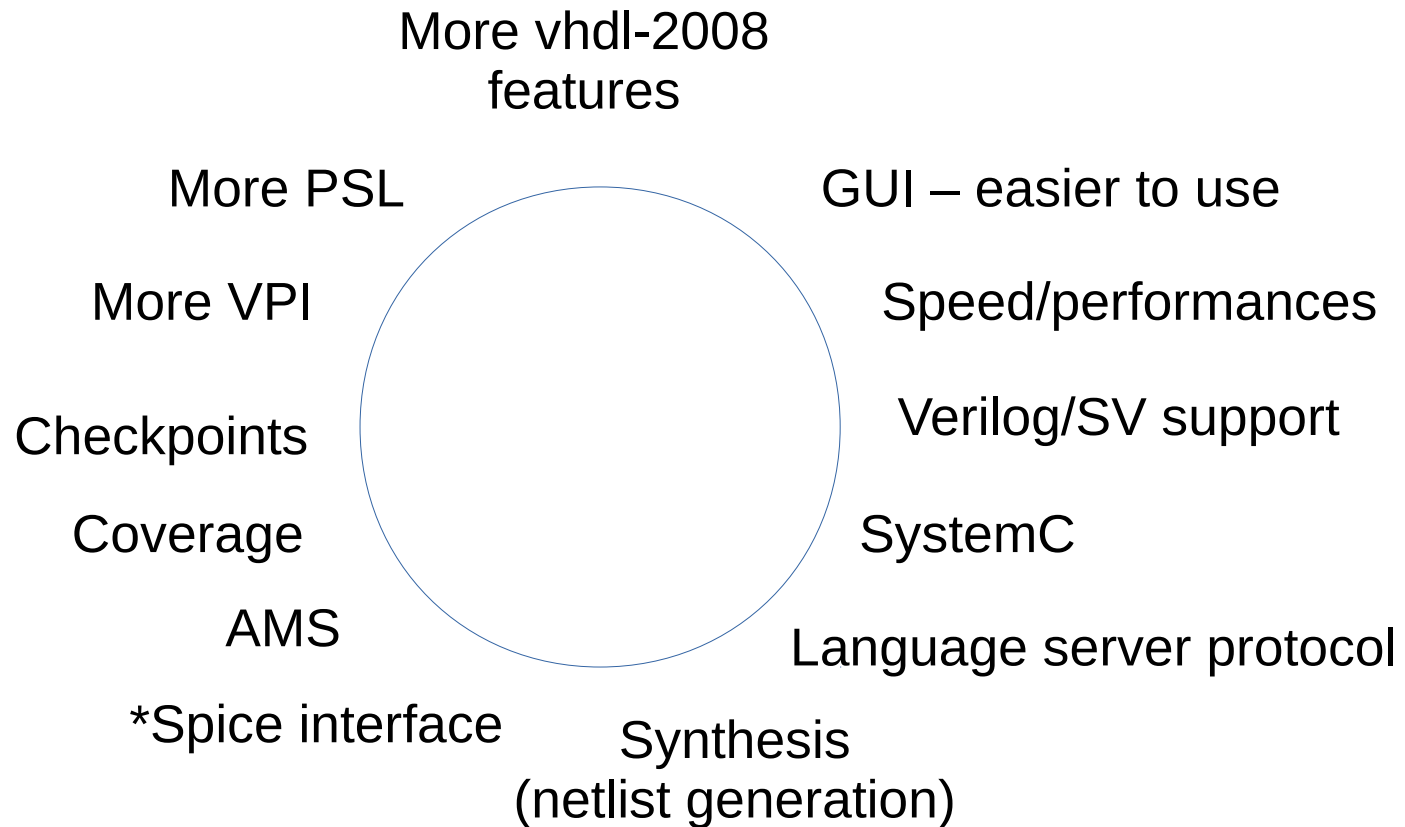 More vhdl-2008
features
More PSL
GUI – easier to use
More VPI
Speed/performances
Checkpoints
Verilog/SV support
Coverage
SystemC
AMS
Language server protocol
*Spice interface
Synthesis
(netlist generation)